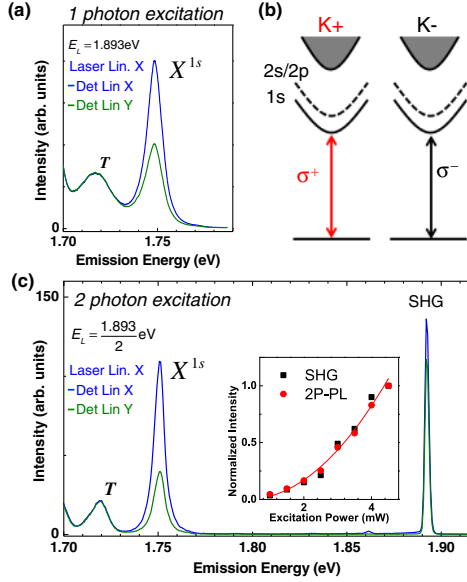 (a)
1 photon excitation
E_L=1.893eV
Laser Lin. X
Det Lin X
Det Lin Y
X^1s
T
Intensity (arb. units)
0
1.70
1.75
Emission Energy (eV)
(b)
K+
K-
2s/2p
1s
σ+
σ−
(c)
2 photon excitation
150
E_L = 1.893/2 eV
Laser Lin. X
Det Lin X
Det Lin Y
X^1s
T
SHG
Intensity (arb. units)
0
1.70
1.75
1.80
1.85
1.90
Emission Energy (eV)
SHG
2P-PL
Normalized Intensity
1.0
0.5
0.0
2
4
Excitation Power (mW)